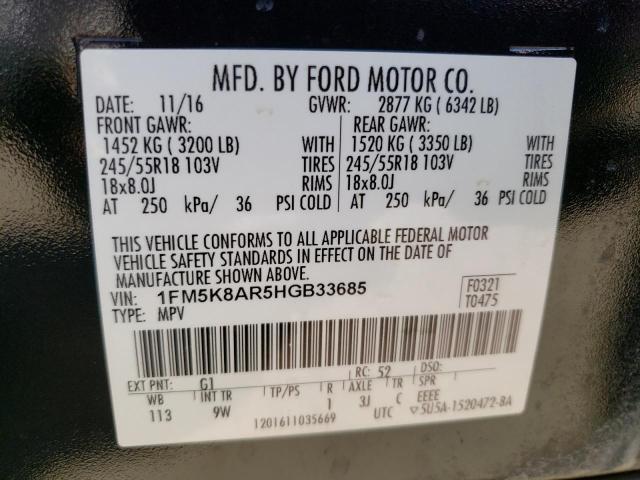 MFD. BY FORD MOTOR CO.
DATE: 11/16 GVWR: 2877 KG ( 6342 LB)
FRONT GAWR: REAR GAWR:
1452 KG ( 3200 LB) WITH 1520 KG ( 3350 LB) WITH
245/55R18 103V TIRES 245/55R18 103V TIRES
18x8.0J RIMS 18x8.0J RIMS
AT 250 kPa/ 36 PSI COLD AT 250 kPa/ 36 PSI COLD
THIS VEHICLE CONFORMS TO ALL APPLICABLE FEDERAL MOTOR
VEHICLE SAFETY STANDARDS IN EFFECT ON THE DATE OF
MANUFACTURE SHOWN ABOVE.
VIN: 1FM5K8AR5HGB33685 F0321
TYPE: MPV T0475
EXT PNT: G1 RC: 52 DSO:
WB INT TR TP/PS R AXLE TR SPR
113 9W 1 3J C EEEE
1201611035669 UTC ▽5U5A-1520472-BA